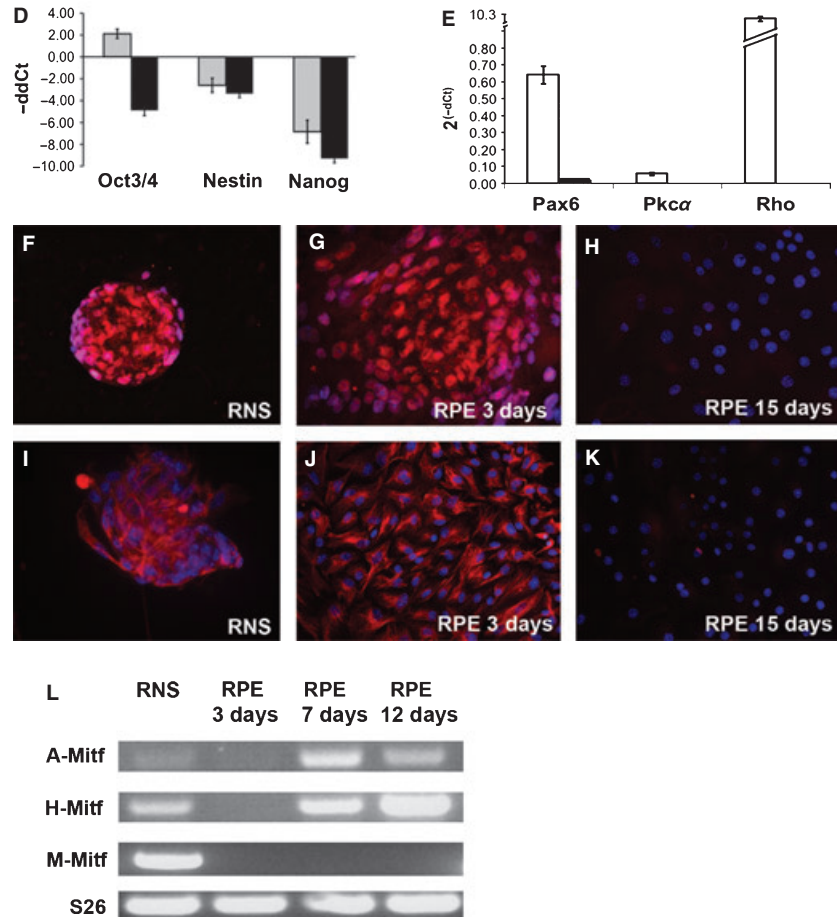 D
4.00
2.00
0.00
−2.00
−4.00
−6.00
−8.00
−10.00
−ddCt
Oct3/4 Nestin Nanog
E
10.3
0.80
0.70
0.60
0.50
0.40
0.30
0.20
0.10
0.00
2(−dCt)
Pax6 Pkcα Rho
F
RNS
G
RPE 3 days
H
RPE 15 days
I
RNS
J
RPE 3 days
K
RPE 15 days
L
RNS RPE RPE RPE
3 days 7 days 12 days
A-Mitf
H-Mitf
M-Mitf
S26